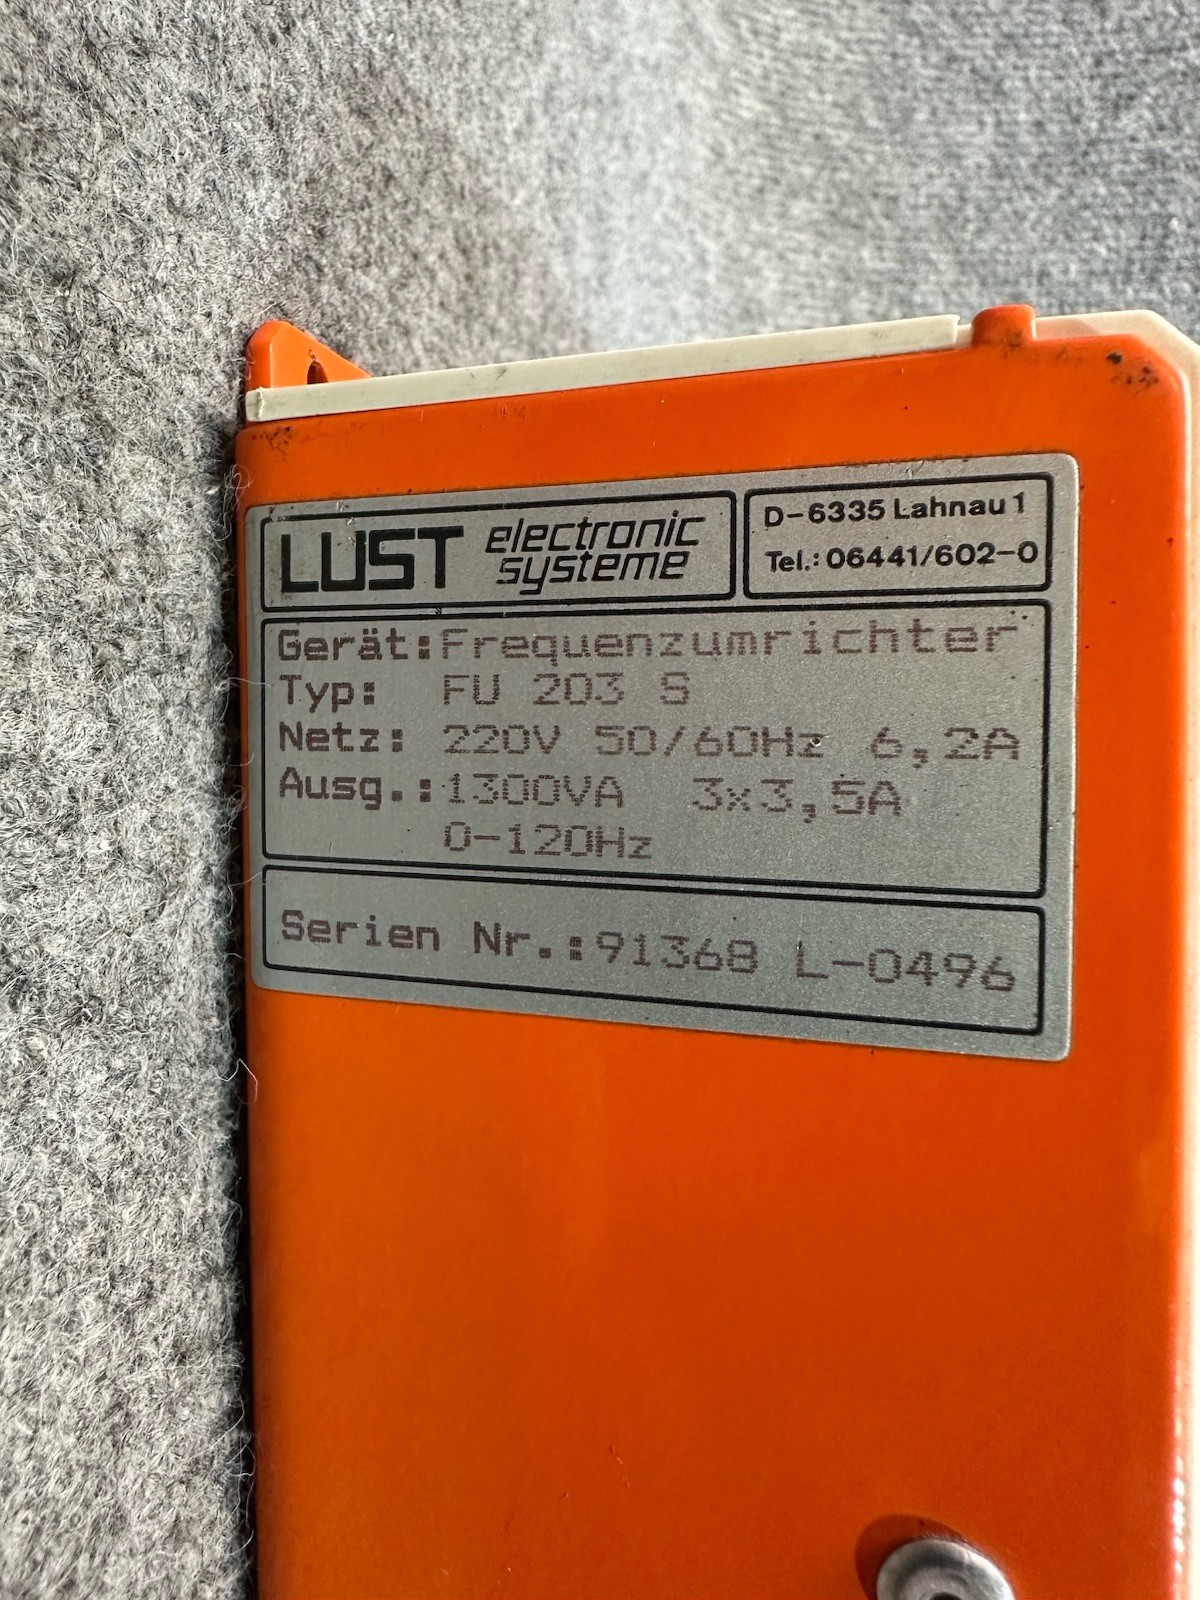 LUST electronic systeme
D-6335 Lahnau 1
Tel.: 06441/602-0
Gerät: Frequenzumrichter
Typ: FU 203 S
Netz: 220V 50/60Hz 6,2A
Ausg.: 1300VA 3x3,5A
0-120Hz
Serien Nr.: 91368 L-0496